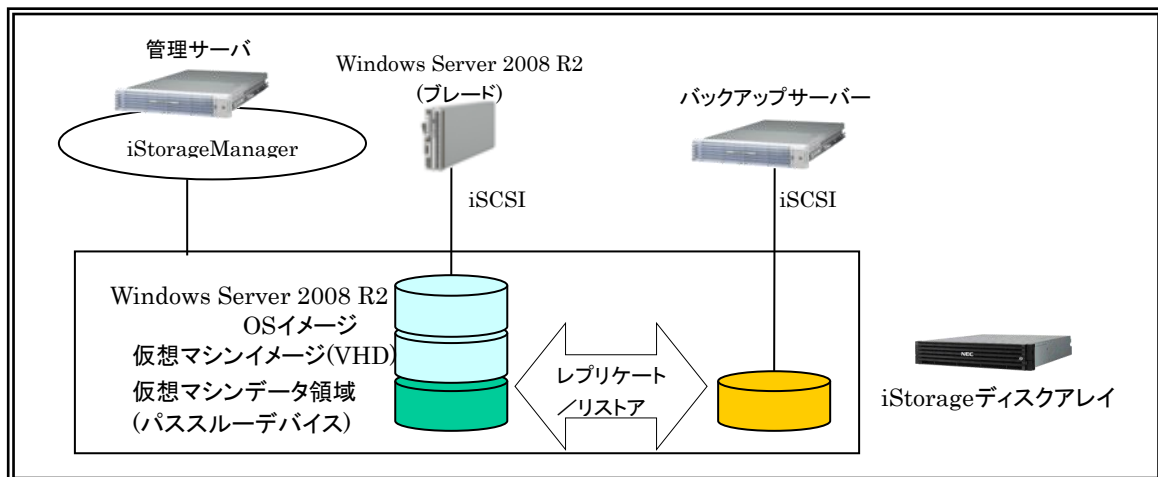 管理サーバ
iStorageManager
Windows Server 2008 R2
(ブレード)
バックアップサーバー
iSCSI
iSCSI
Windows Server 2008 R2
OSイメージ
仮想マシンイメージ(VHD)
仮想マシンデータ領域
(パススルーデバイス)
レプリケート
／リストア
NEC
iStorageディスクアレイ